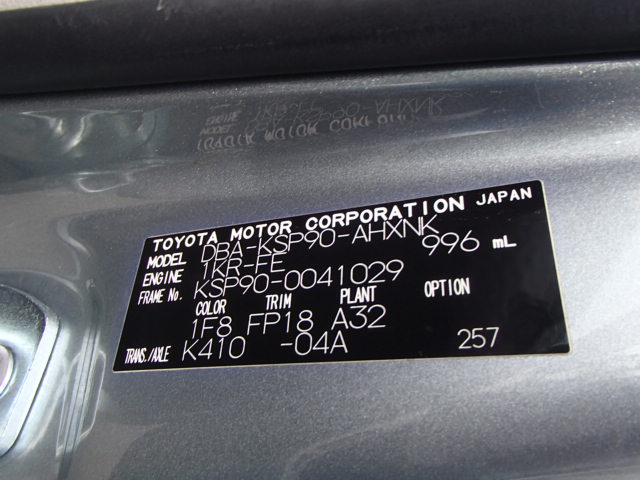 TOYOTA MOTOR CORPORATION JAPAN
MODEL DBA-KSP90-AHXNK
ENGINE 1KR-FE 996 mL
FRAME No. KSP90-0041029
COLOR TRIM PLANT OPTION
1F8 FP18 A32
TRANS./AXLE K410 -04A 257